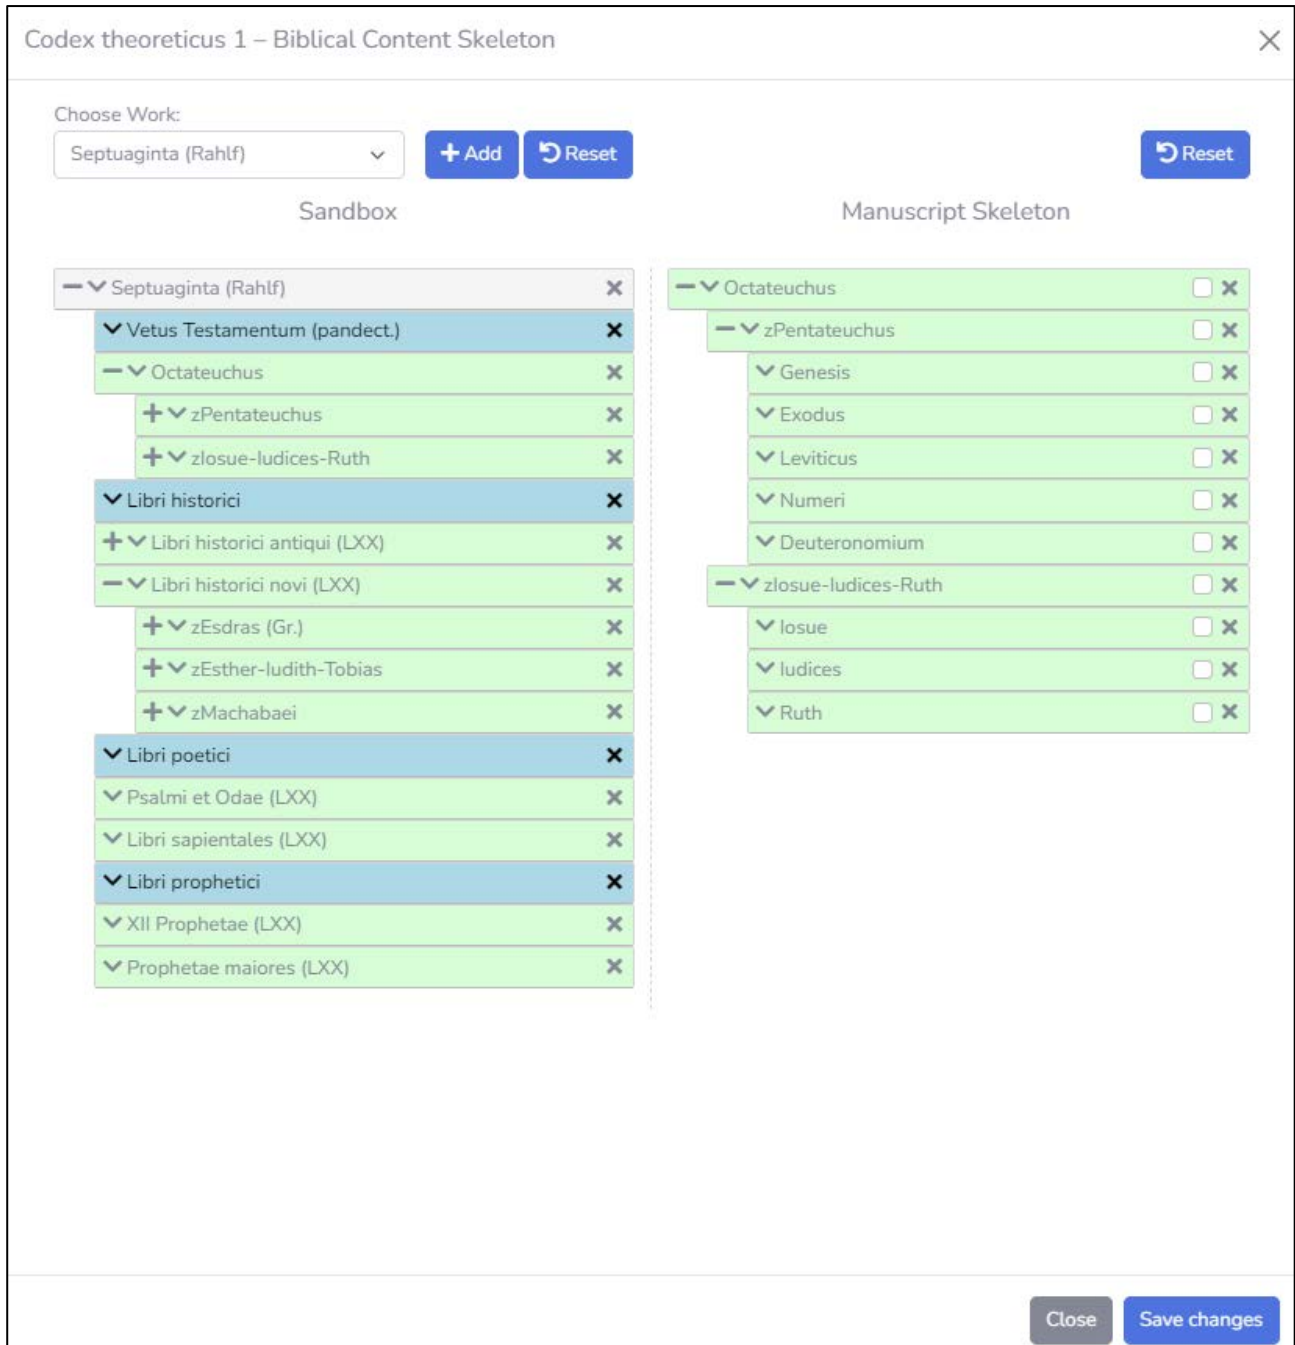 Codex theoreticus 1 – Biblical Content Skeleton
Choose Work:
Septuaginta (Rahlf)
Add
Reset
Reset
Sandbox
Septuaginta (Rahlf)
Vetus Testamentum (pandect.)
Octateuchus
zPentateuchus
zIosue-Iudices-Ruth
Libri historici
Libri historici antiqui (LXX)
Libri historici novi (LXX)
zEsdras (Gr.)
zEsther-Iudith-Tobias
zMachabaei
Libri poetici
Psalmi et Odae (LXX)
Libri sapientales (LXX)
Libri prophetici
XII Prophetae (LXX)
Prophetae maiores (LXX)
Manuscript Skeleton
Octateuchus
zPentateuchus
Genesis
Exodus
Leviticus
Numeri
Deuteronomium
zIosue-Iudices-Ruth
Iosue
Iudices
Ruth
Close
Save changes